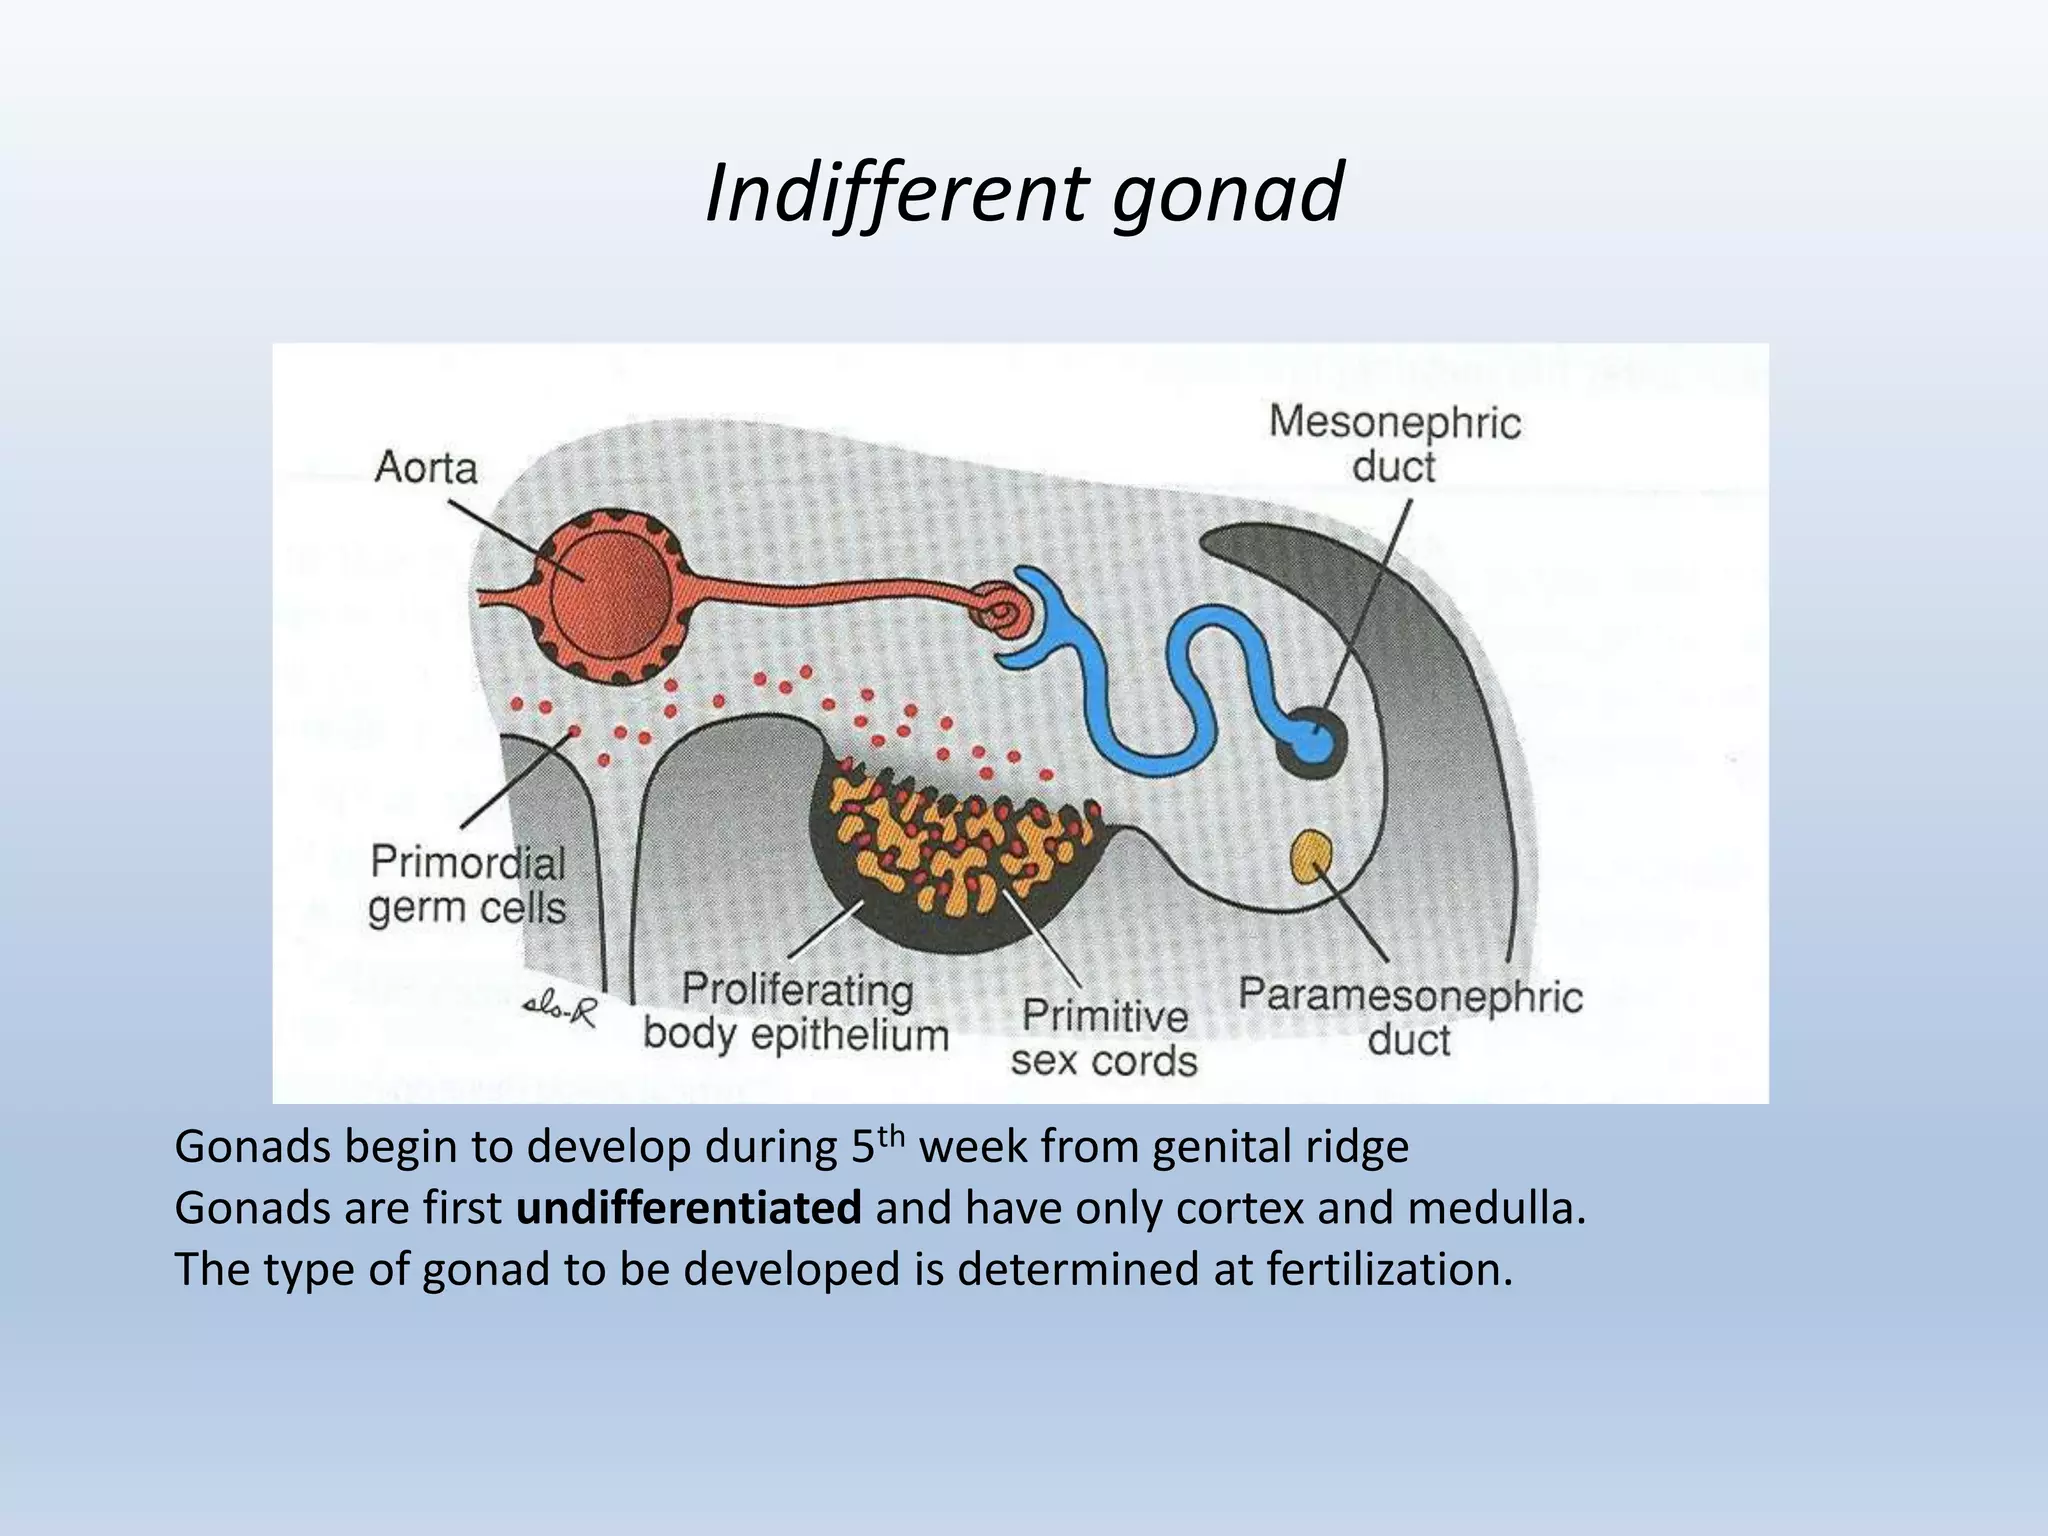 Indifferent gonad
Mesonephric
duct
Aorta
Primordial
germ cells
Proliferating
body epithelium
Primitive
sex cords
Paramesonephric
duct
sls-R
Gonads begin to develop during 5th week from genital ridge
Gonads are first undifferentiated and have only cortex and medulla.
The type of gonad to be developed is determined at fertilization.